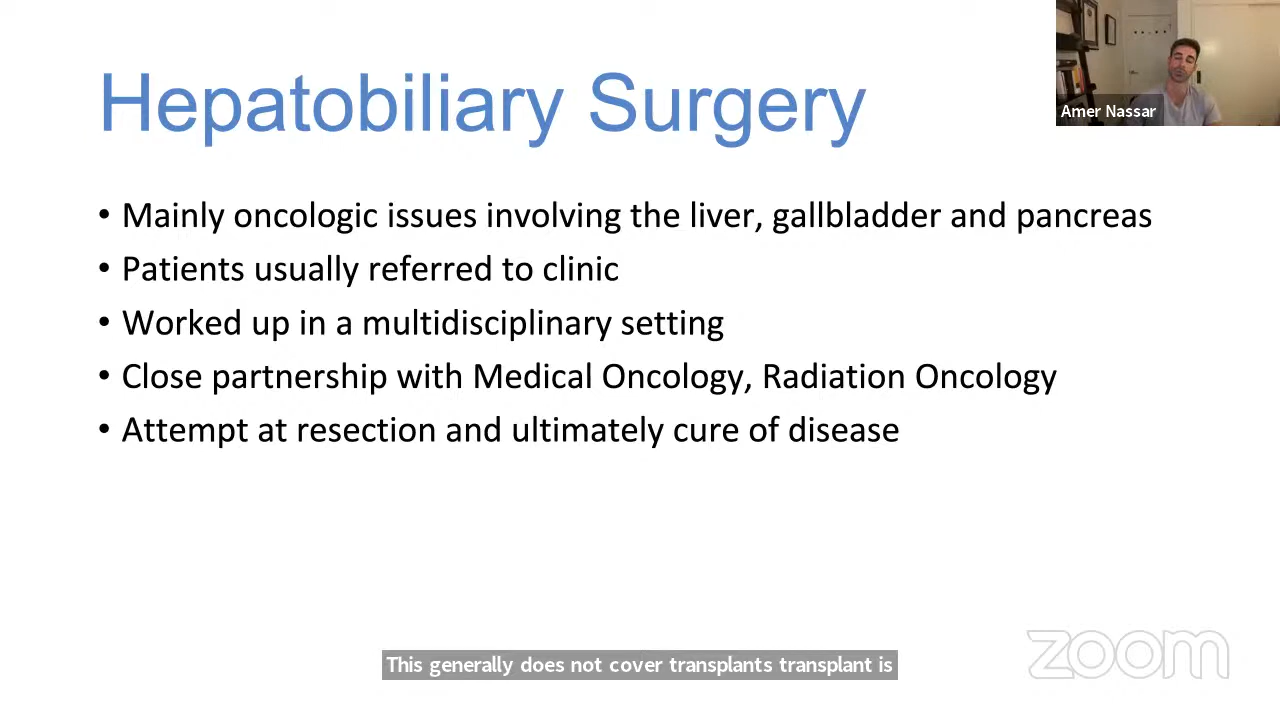 Hepatobiliary Surgery
Amer Nassar
• Mainly oncologic issues involving the liver, gallbladder and pancreas
• Patients usually referred to clinic
• Worked up in a multidisciplinary setting
• Close partnership with Medical Oncology, Radiation Oncology
• Attempt at resection and ultimately cure of disease
This generally does not cover transplants transplant is
zoom